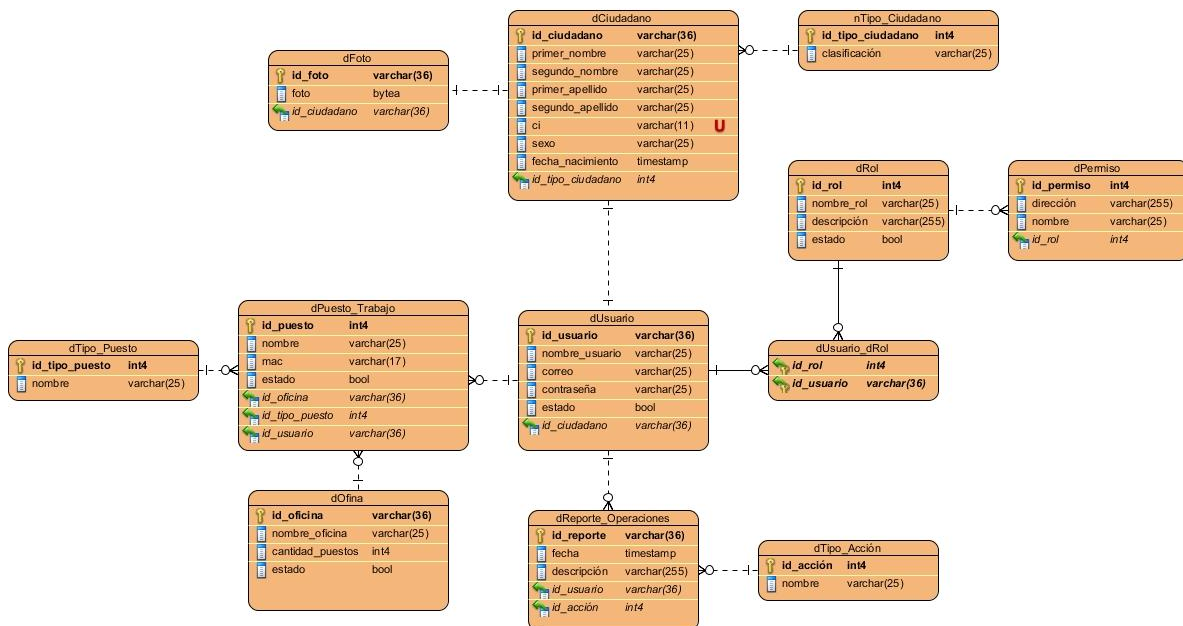 dCiudadano
id_ciudadano varchar(36)
primer_nombre varchar(25)
segundo_nombre varchar(25)
primer_apellido varchar(25)
segundo_apellido varchar(25)
ci varchar(11) U
sexo varchar(25)
fecha_nacimiento timestamp
id_tipo_ciudadano int4
nTipo_Ciudadano
id_tipo_ciudadano int4
clasificación varchar(25)
dFoto
id_foto varchar(36)
foto bytea
id_ciudadano varchar(36)
dRol
id_rol int4
nombre_rol varchar(25)
descripción varchar(255)
estado bool
dPermiso
id_permiso int4
dirección varchar(255)
nombre varchar(25)
id_rol int4
dPuesto_Trabajo
id_puesto int4
nombre varchar(25)
mac varchar(17)
estado bool
id_oficina varchar(36)
id_tipo_puesto int4
id_usuario varchar(36)
dUsuario
id_usuario varchar(36)
nombre_usuario varchar(25)
correo varchar(25)
contraseña varchar(25)
estado bool
id_ciudadano varchar(36)
dTipo_Puesto
id_tipo_puesto int4
nombre varchar(25)
dUsuario_dRol
id_rol int4
id_usuario varchar(36)
dOfina
id_oficina varchar(36)
nombre_oficina varchar(25)
cantidad_puestos int4
estado bool
dReporte_Operaciones
id_reporte varchar(36)
fecha timestamp
descripción varchar(255)
id_usuario varchar(36)
id_acción int4
dTipo_Acción
id_acción int4
nombre varchar(25)